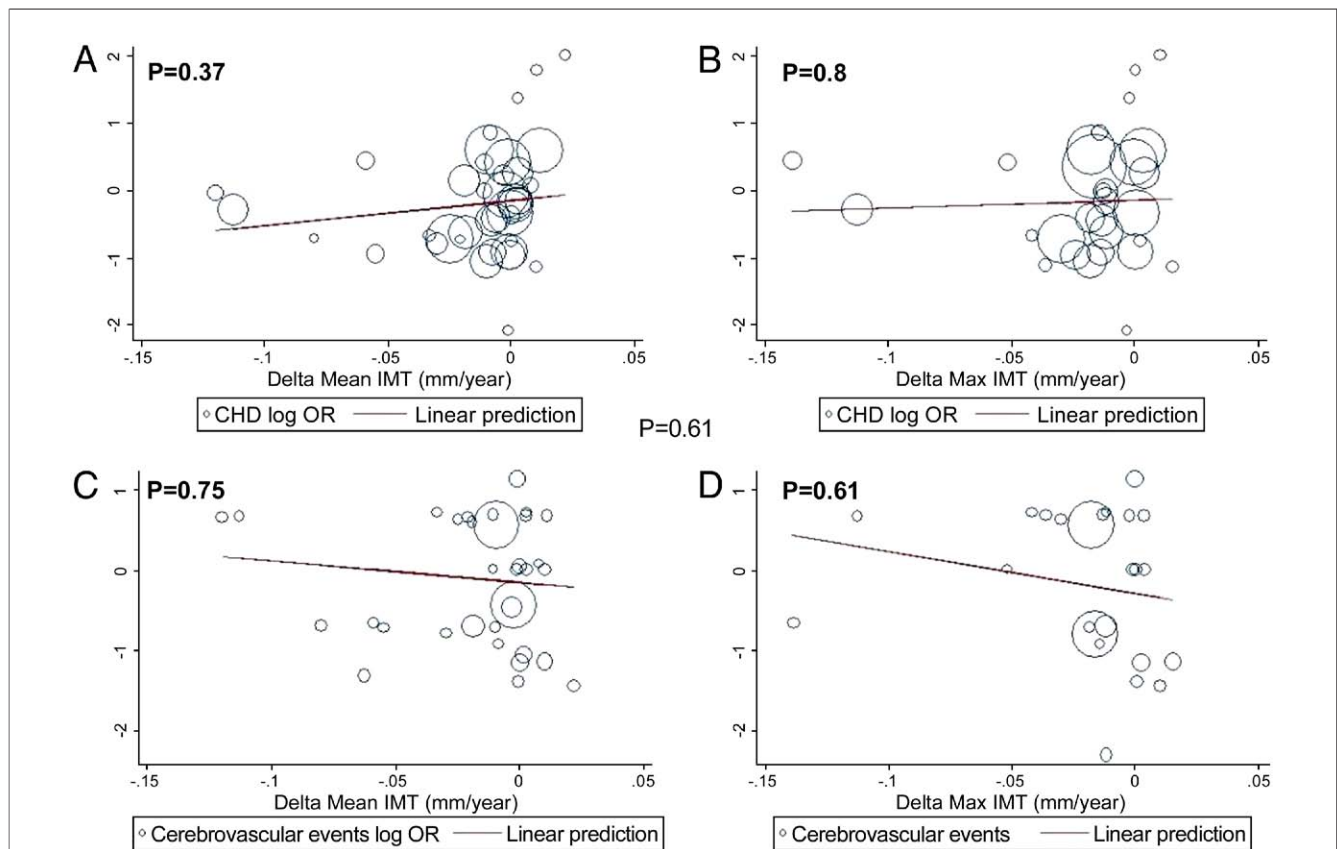 A
P=0.37
2
1
0
-1
-2
-.15 -.1 -.05 0 .05
Delta Mean IMT (mm/year)
CHD log OR Linear prediction
B
P=0.8
2
1
0
-1
-2
-.15 -.1 -.05 0 .05
Delta Max IMT (mm/year)
CHD log OR Linear prediction
P=0.61
C
P=0.75
1
0
-1
-2
-.15 -.1 -.05 0 .05
Delta Mean IMT (mm/year)
Cerebrovascular events log OR Linear prediction
D
P=0.61
1
0
-1
-2
-.15 -.1 -.05 0 .05
Delta Max IMT (mm/year)
Cerebrovascular events Linear prediction